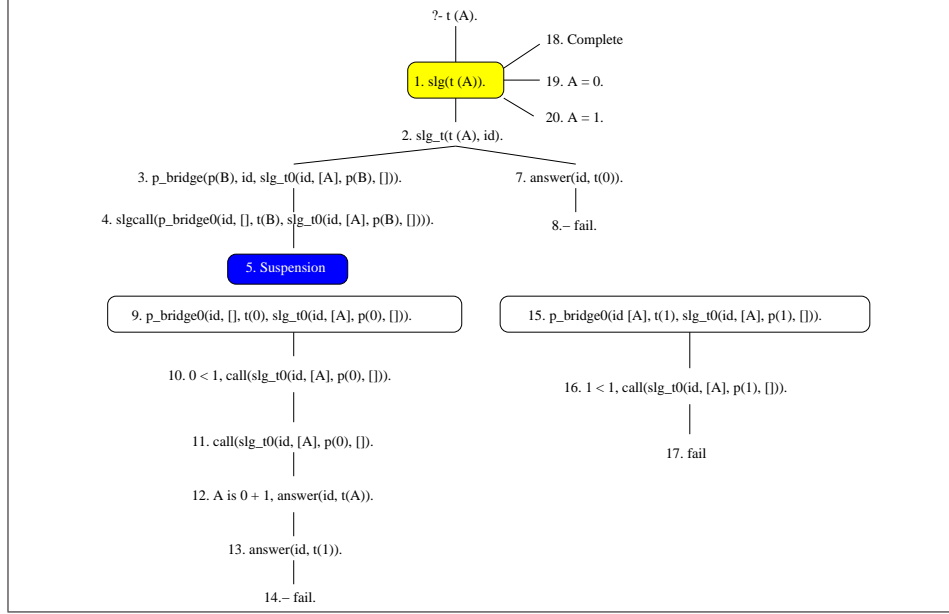 ?- t (A).
18. Complete
1. slg(t (A)).
19. A = 0.
20. A = 1.
2. slg_t(t (A), id).
3. p_bridge(p(B), id, slg_t0(id, [A], p(B), [])).
7. answer(id, t(0)).
4. slgcall(p_bridge0(id, [], t(B), slg_t0(id, [A], p(B), []))).
8.– fail.
5. Suspension
9. p_bridge0(id, [], t(0), slg_t0(id, [A], p(0), [])).
15. p_bridge0(id [A], t(1), slg_t0(id, [A], p(1), [])).
10. 0 < 1, call(slg_t0(id, [A], p(0), [])).
16. 1 < 1, call(slg_t0(id, [A], p(1), [])).
11. call(slg_t0(id, [A], p(0), []).
17. fail
12. A is 0 + 1, answer(id, t(A)).
13. answer(id, t(1)).
14.– fail.